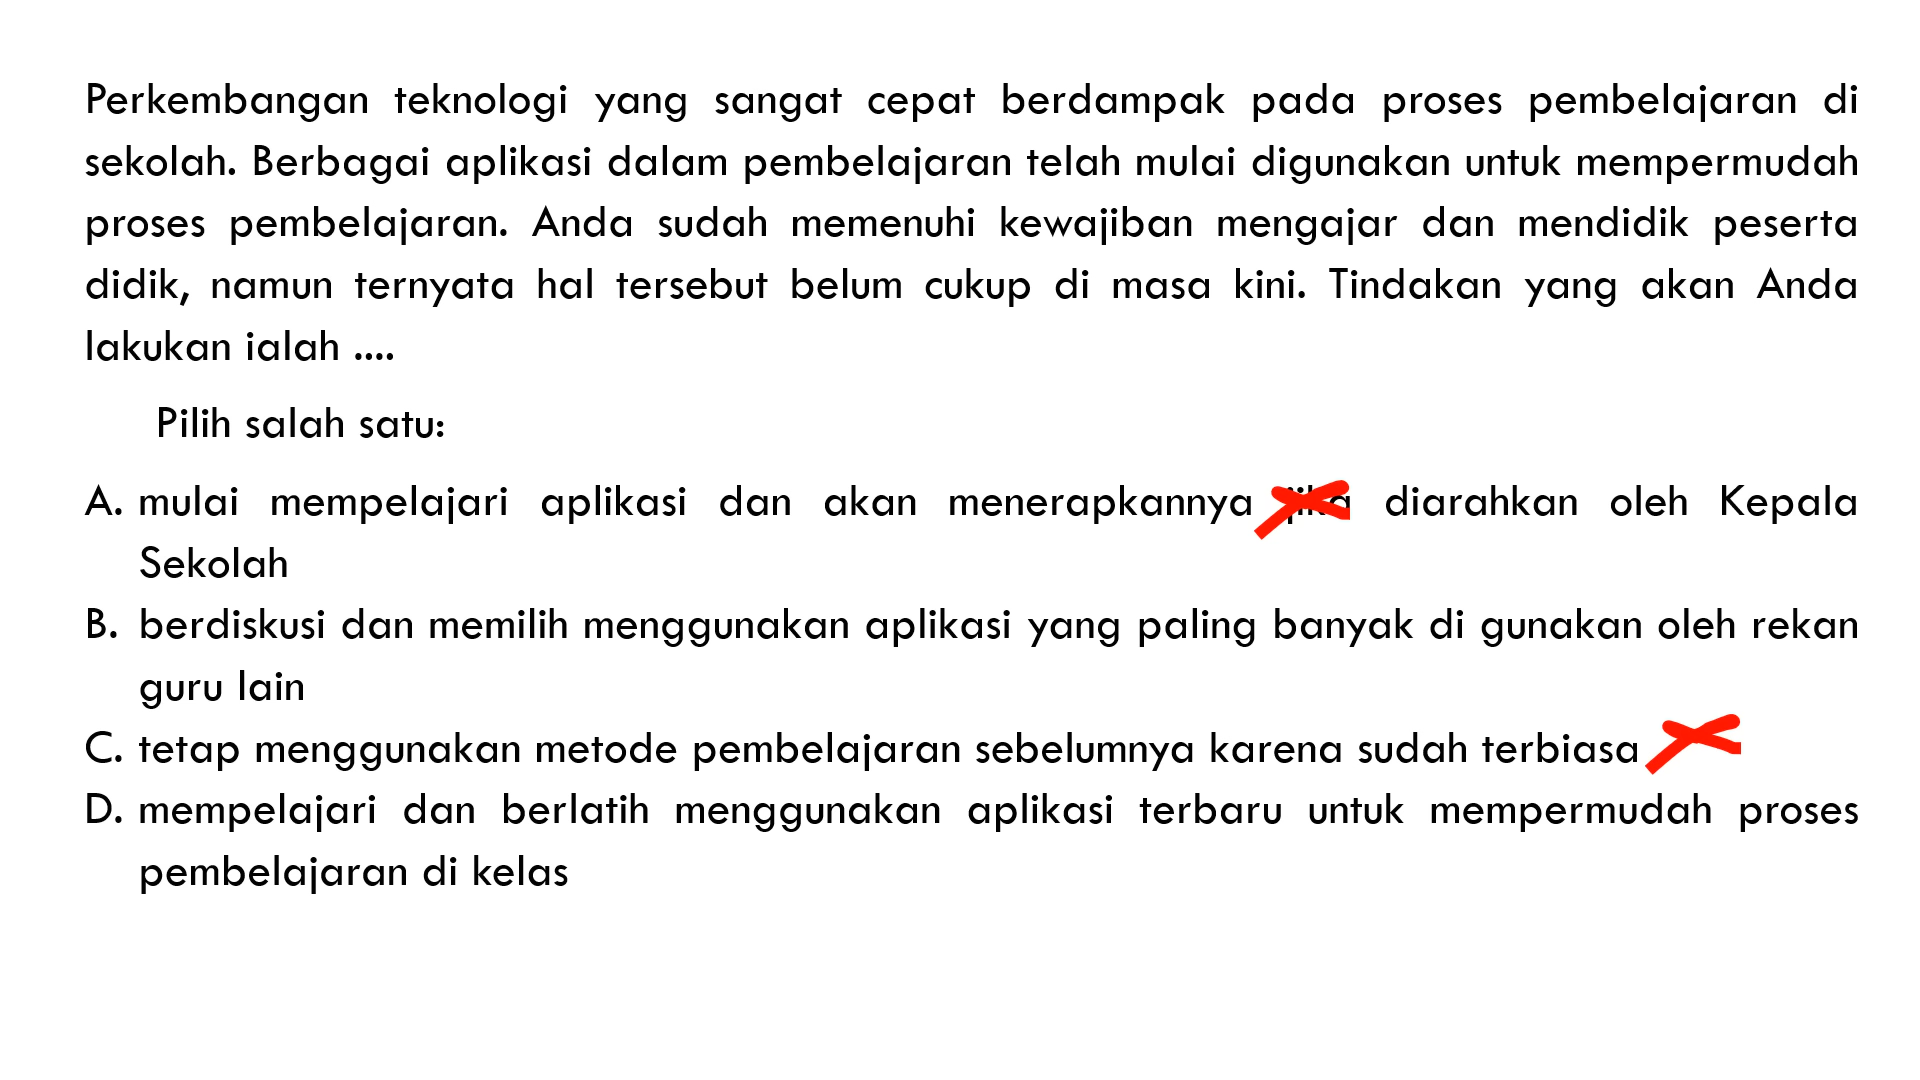 Perkembangan teknologi yang sangat cepat berdampak pada proses pembelajaran di
sekolah. Berbagai aplikasi dalam pembelajaran telah mulai digunakan untuk mempermudah
proses pembelajaran. Anda sudah memenuhi kewajiban mengajar dan mendidik peserta
didik, namun ternyata hal tersebut belum cukup di masa kini. Tindakan yang akan Anda
lakukan ialah ....
Pilih salah satu:
A. mulai mempelajari aplikasi dan akan menerapkannya jika diarahkan oleh Kepala
Sekolah
B. berdiskusi dan memilih menggunakan aplikasi yang paling banyak di gunakan oleh rekan
guru lain
C. tetap menggunakan metode pembelajaran sebelumnya karena sudah terbiasa
D. mempelajari dan berlatih menggunakan aplikasi terbaru untuk mempermudah proses
pembelajaran di kelas